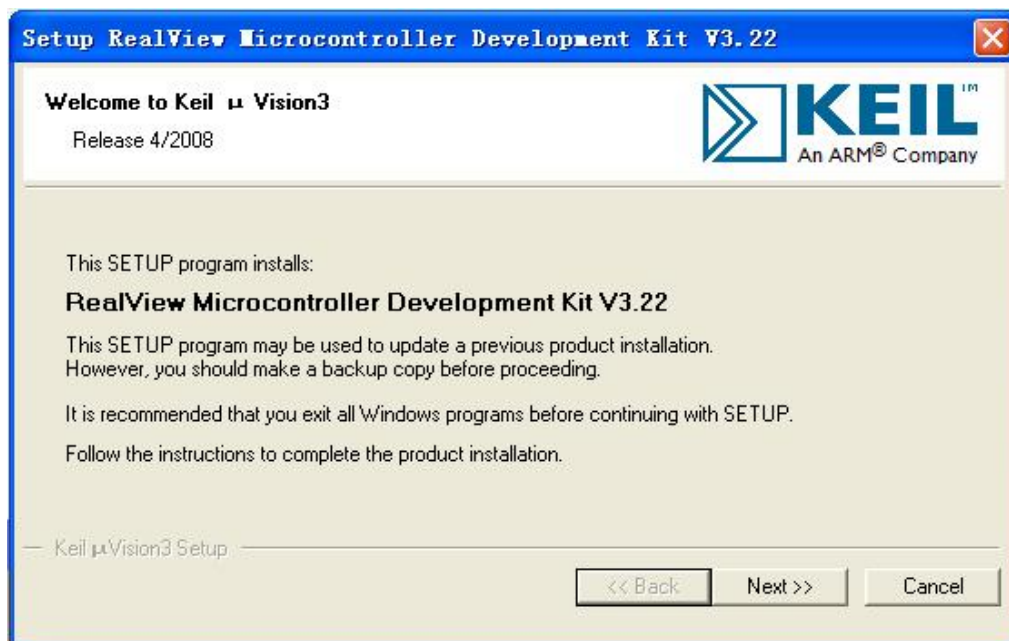 Setup RealView Microcontroller Development Kit V3.22
Welcome to Keil μ Vision3
Release 4/2008
KEIL™
An ARM® Company
This SETUP program installs:
RealView Microcontroller Development Kit V3.22
This SETUP program may be used to update a previous product installation.
However, you should make a backup copy before proceeding.
It is recommended that you exit all Windows programs before continuing with SETUP.
Follow the instructions to complete the product installation.
Keil μVision3 Setup
<< Back
Next >>
Cancel